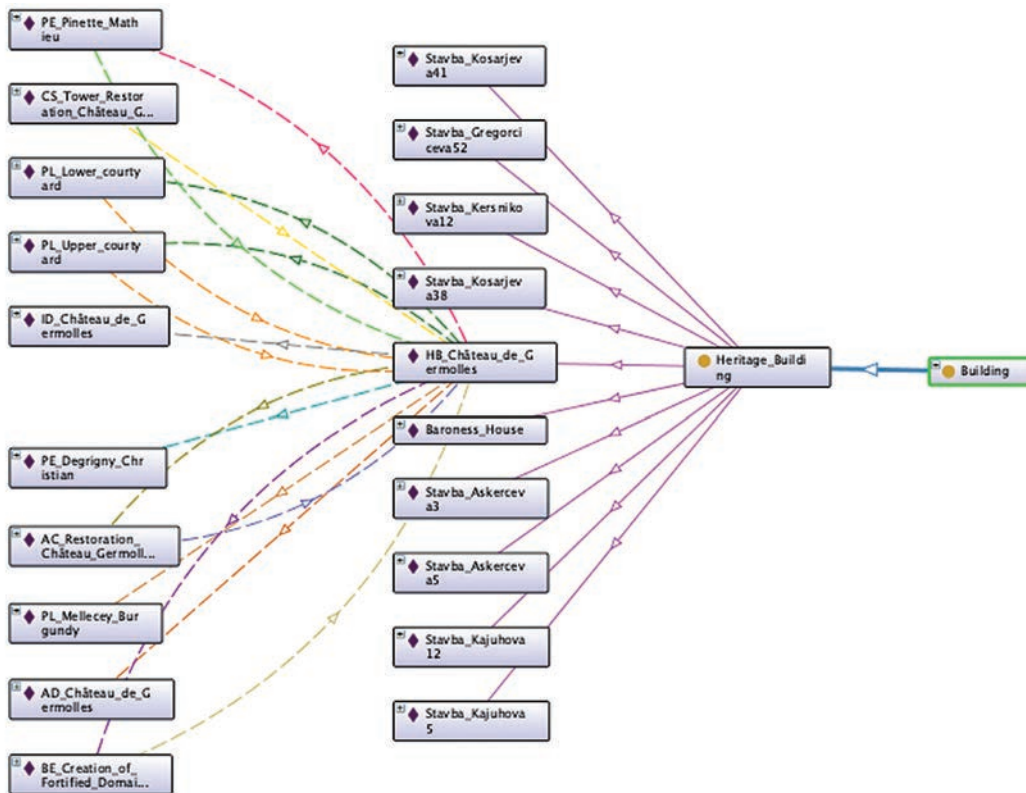 PE_Pinette_Math
ieu
CS_Tower_Restor
ation_Château_G...
PL_Lower_courty
ard
PL_Upper_courty
ard
ID_Château_de_G
ermolles
PE_Degrigny_Chr
istian
AC_Restoration_
Château_Germoll...
PL_Mellecey_Bur
gundy
AD_Château_de_G
ermolles
BE_Creation_of_
Fortified_Domai...
Stavba_Kosarjev
a41
Stavba_Gregorci
ceva52
Stavba_Kersniko
va12
Stavba_Kosarjev
a38
HB_Château_de_G
ermolles
Baroness_House
Stavba_Askercev
a3
Stavba_Askercev
a5
Stavba_Kajuhova
12
Stavba_Kajuhova
5
Heritage_Buildi
ng
Building